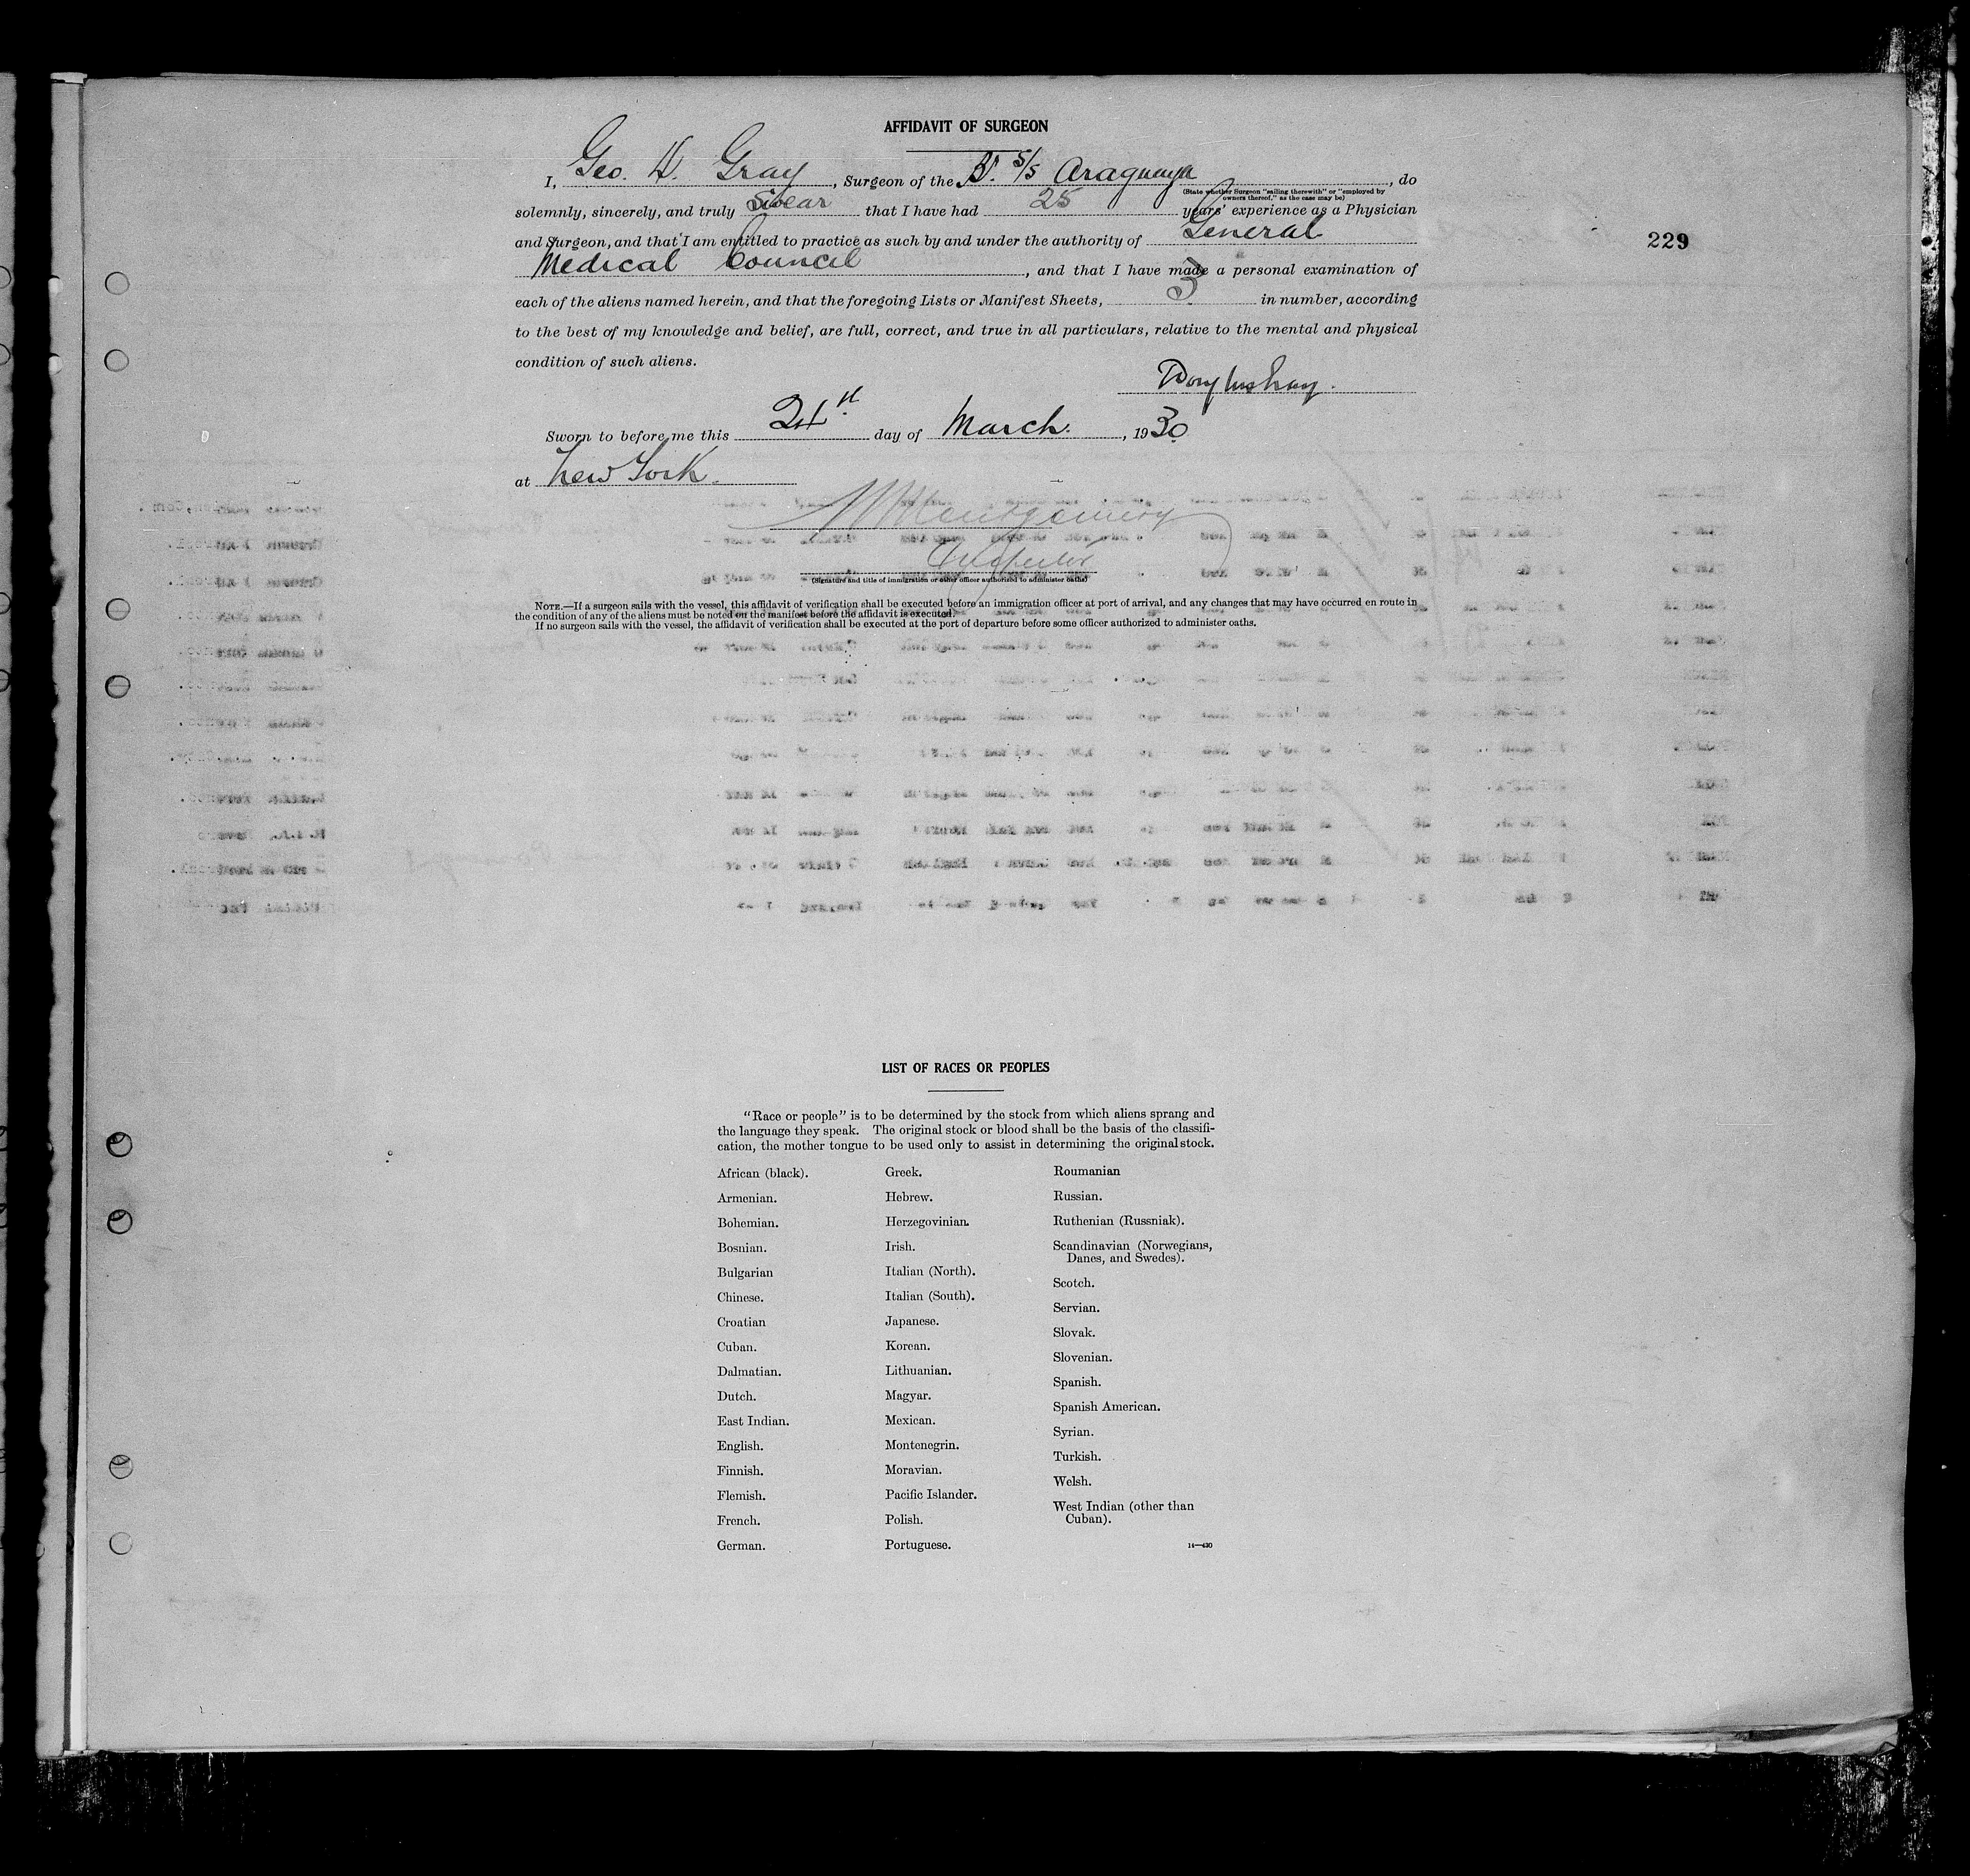 AFFIDAVIT OF SURGEON
I, Geo. D. Gray, Surgeon of the Br. S/S Araguaya, do
(State whether Surgeon "sailing therewith" or "employed by
owners thereof," as the case may be)
solemnly, sincerely, and truly Swear that I have had 25 years' experience as a Physician
and Surgeon, and that I am entitled to practice as such by and under the authority of General
Medical Council, and that I have made a personal examination of
229
each of the aliens named herein, and that the foregoing Lists or Manifest Sheets, 3 in number, according
to the best of my knowledge and belief, are full, correct, and true in all particulars, relative to the mental and physical
condition of such aliens.
Sworn to before me this 24th day of March, 1930
at New York.
Montgomery
Inspector
(Signature and title of immigration or other officer authorized to administer oaths)
NOTE.—If a surgeon sails with the vessel, this affidavit of verification shall be executed before an immigration officer at port of arrival, and any changes that may have occurred en route in
the condition of any of the aliens must be noted on the manifest before the affidavit is executed.
If no surgeon sails with the vessel, the affidavit of verification shall be executed at the port of departure before some officer authorized to administer oaths.
LIST OF RACES OR PEOPLES
"Race or people" is to be determined by the stock from which aliens sprang and
the language they speak. The original stock or blood shall be the basis of the classifi-
cation, the mother tongue to be used only to assist in determining the original stock.
African (black).
Armenian.
Bohemian.
Bosnian.
Bulgarian
Chinese.
Croatian
Cuban.
Dalmatian.
Dutch.
East Indian.
English.
Finnish.
Flemish.
French.
German.
Greek.
Hebrew.
Herzegovinian.
Irish.
Italian (North).
Italian (South).
Japanese.
Korean.
Lithuanian.
Magyar.
Mexican.
Montenegrin.
Moravian.
Pacific Islander.
Polish.
Portuguese.
Roumanian
Russian.
Ruthenian (Russniak).
Scandinavian (Norwegians,
Danes, and Swedes).
Scotch.
Servian.
Slovak.
Slovenian.
Spanish.
Spanish American.
Syrian.
Turkish.
Welsh.
West Indian (other than
Cuban).
14—430